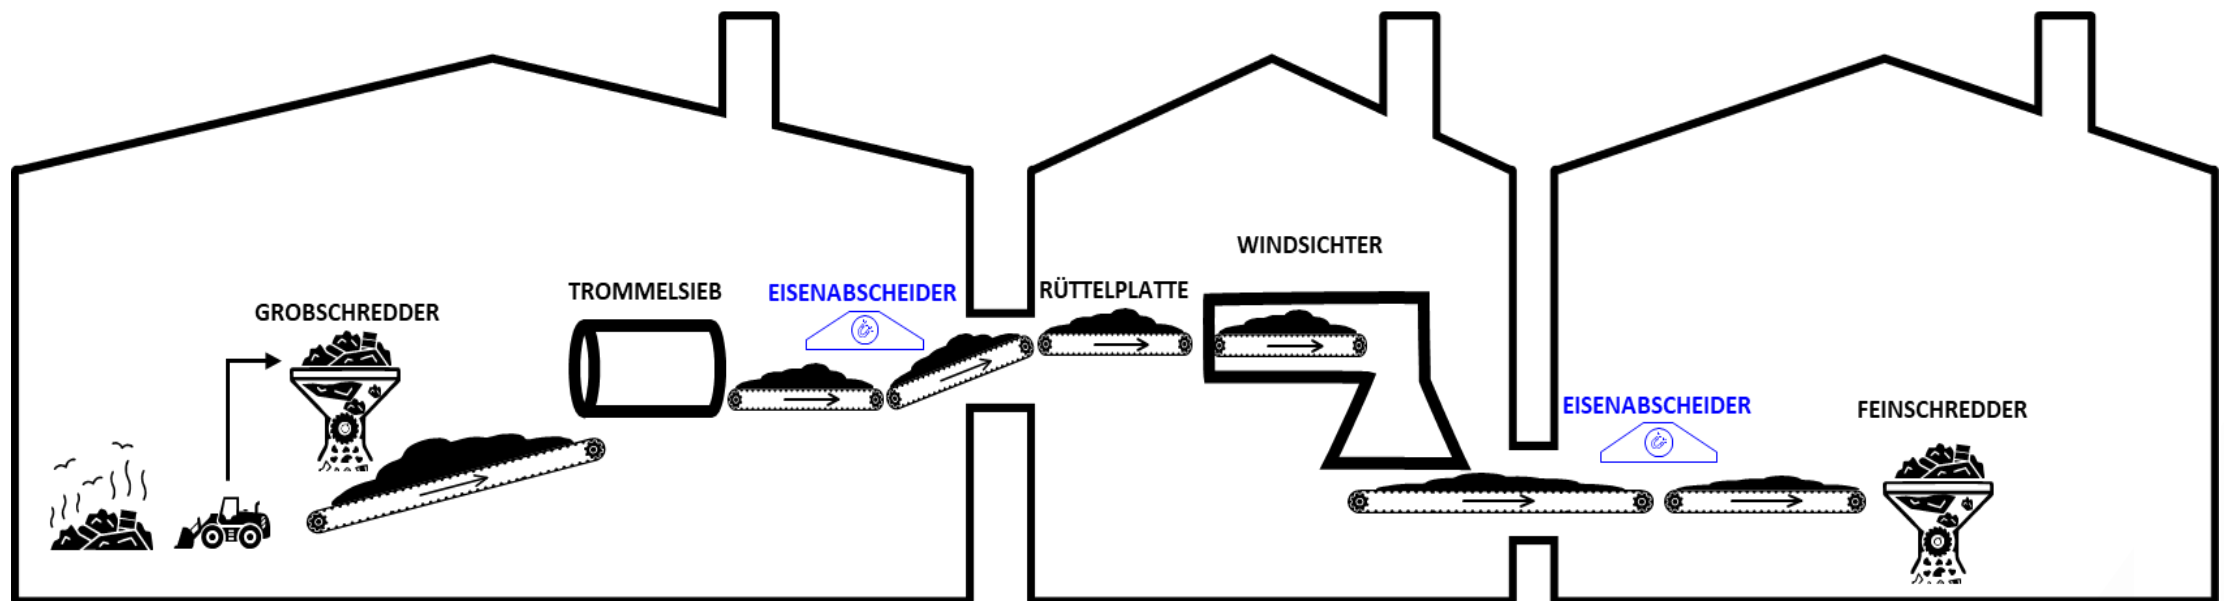 GROBSCHREDDER
TROMMELSIEB
EISENABSCHEIDER
RÜTTELPLATTE
WINDSICHTER
EISENABSCHEIDER
FEINSCHREDDER